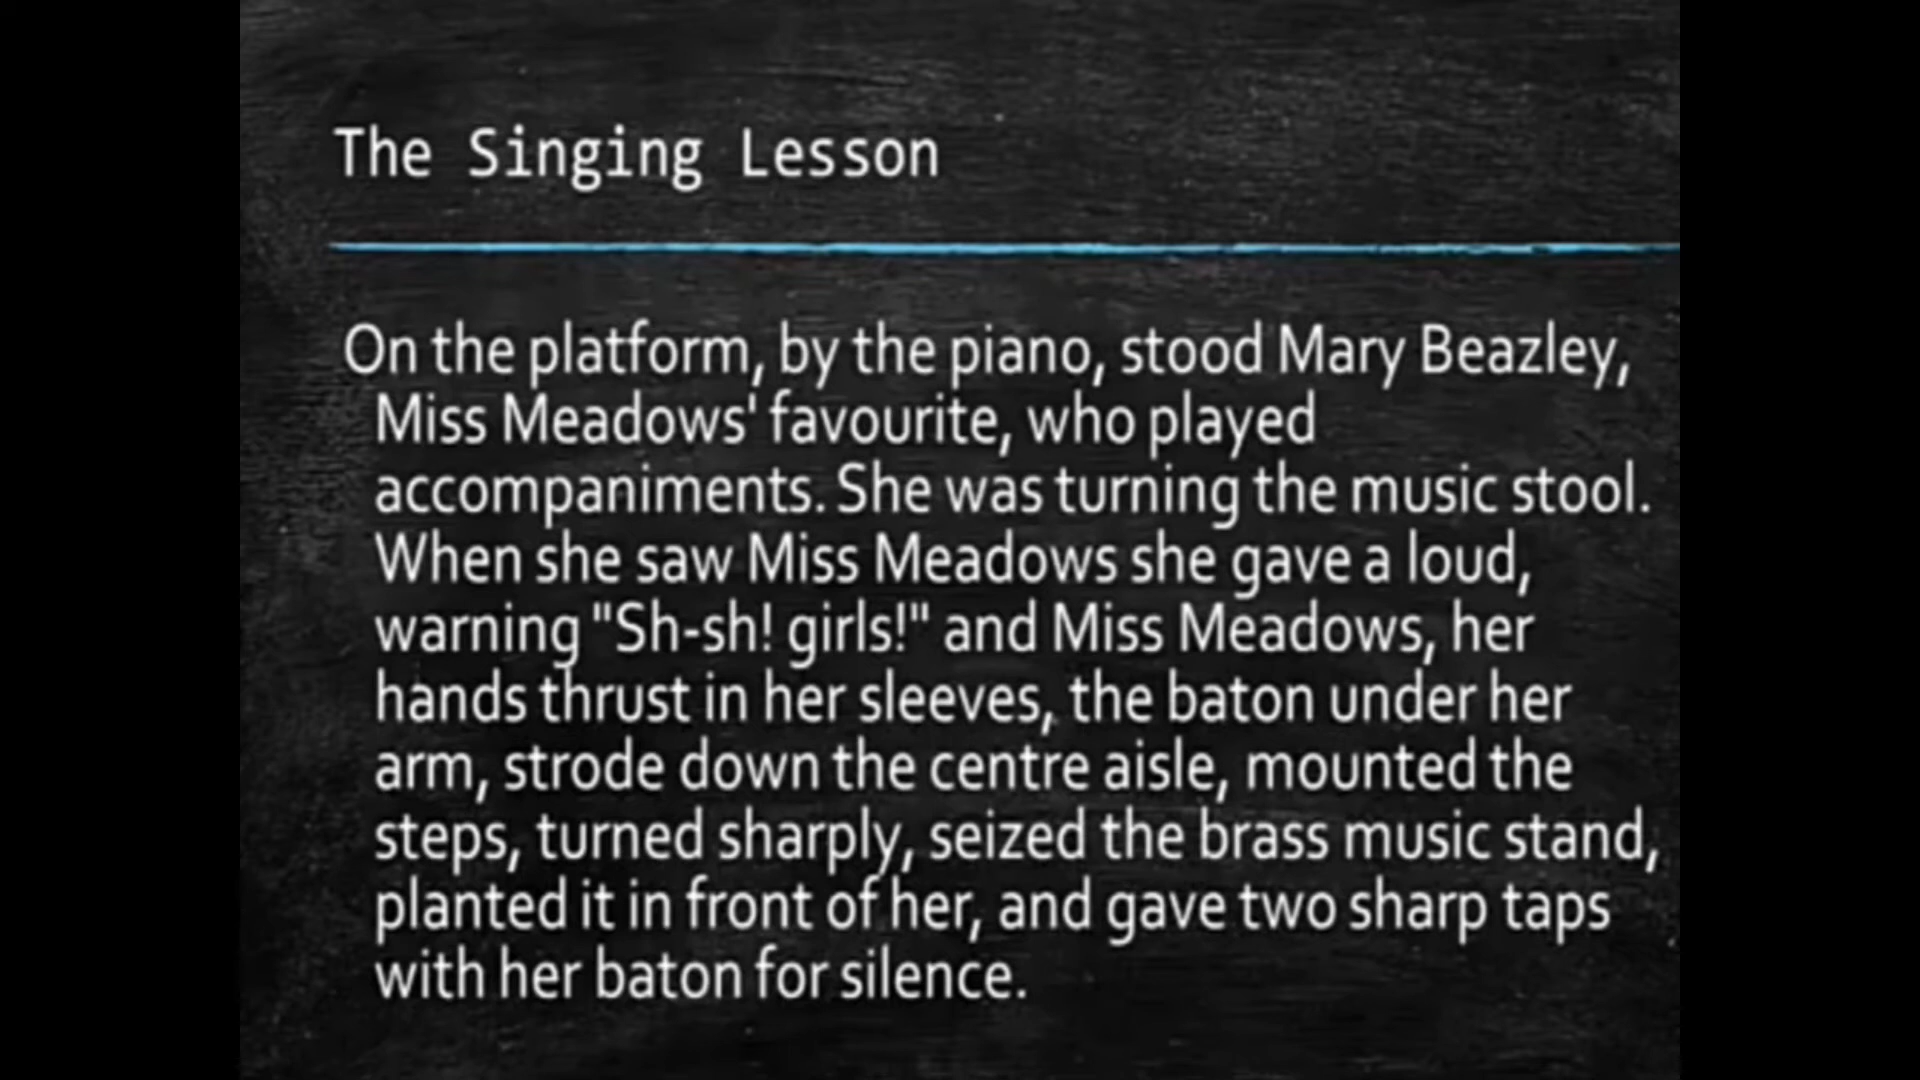 The Singing Lesson
On the platform, by the piano, stood Mary Beazley,
Miss Meadows' favourite, who played
accompaniments. She was turning the music stool.
When she saw Miss Meadows she gave a loud,
warning "Sh-sh! girls!" and Miss Meadows, her
hands thrust in her sleeves, the baton under her
arm, strode down the centre aisle, mounted the
steps, turned sharply, seized the brass music stand,
planted it in front of her, and gave two sharp taps
with her baton for silence.